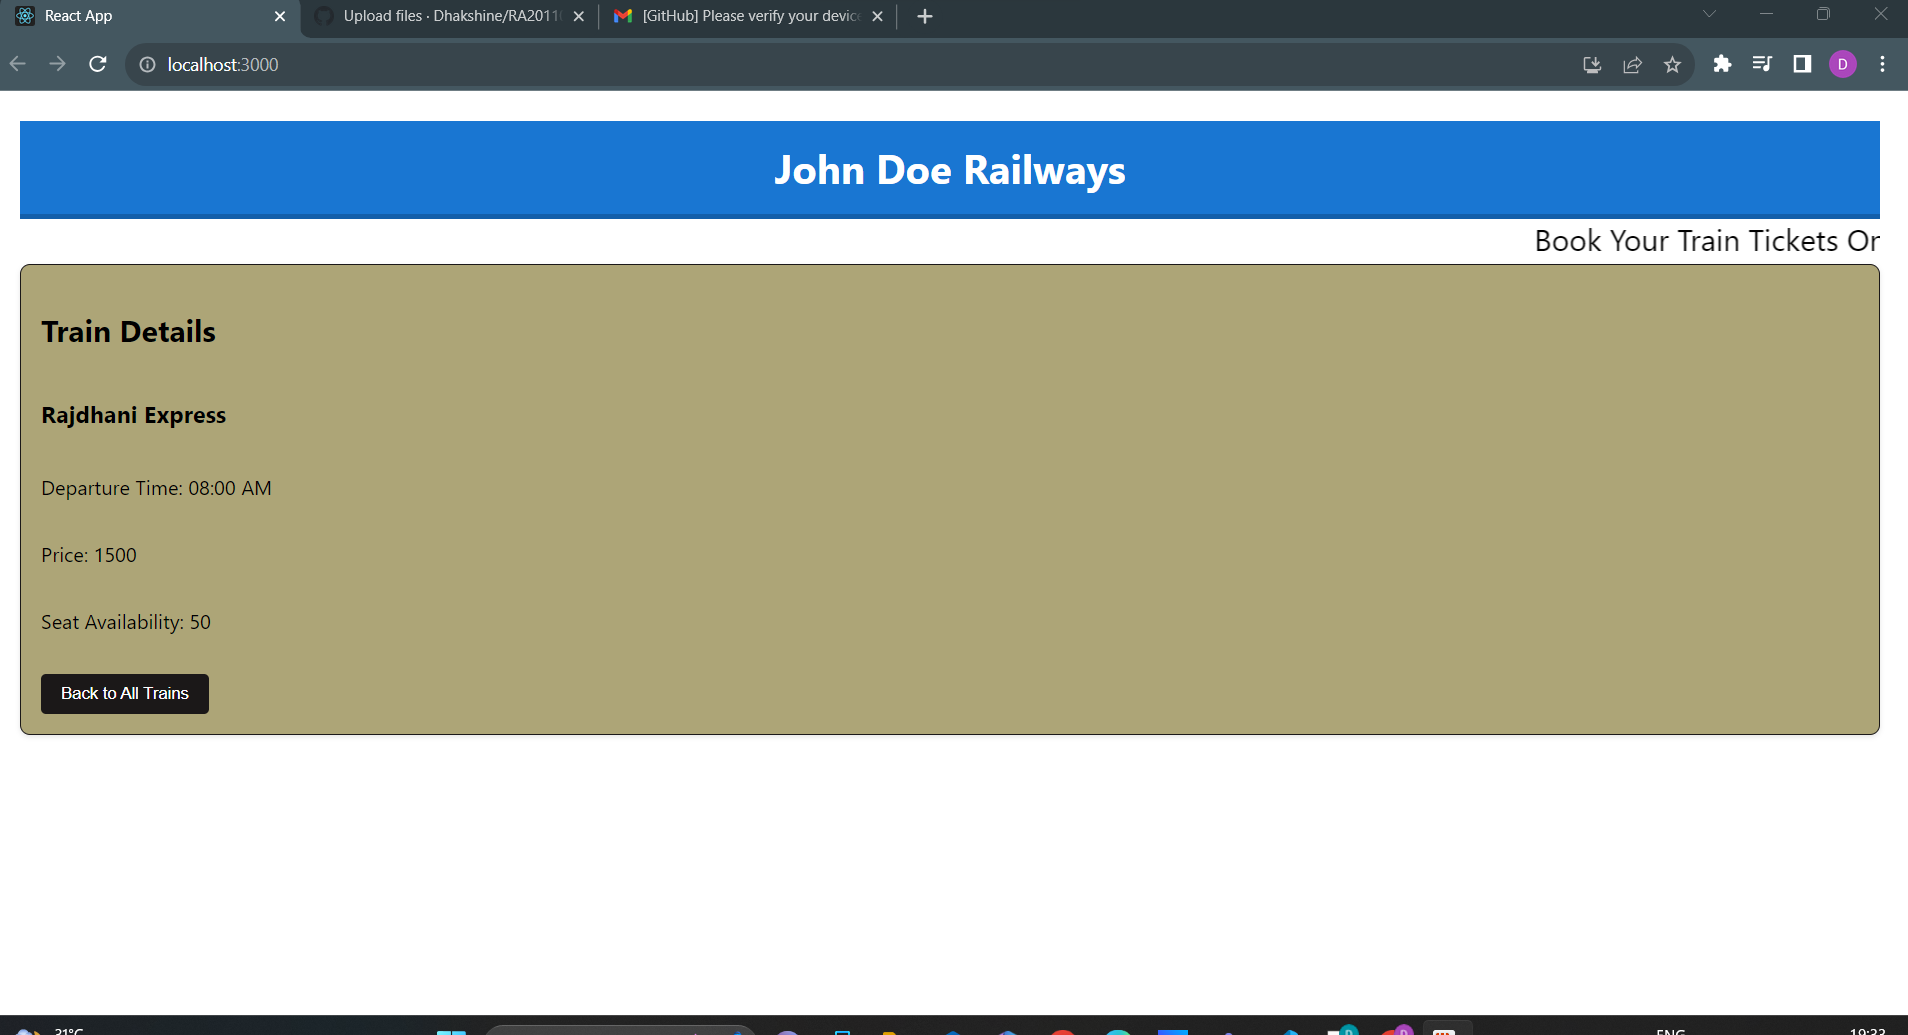 React App
Upload files · Dhakshine/RA2011
[GitHub] Please verify your device
localhost:3000
D
John Doe Railways
Book Your Train Tickets
Train Details
Rajdhani Express
Departure Time: 08:00 AM
Price: 1500
Seat Availability: 50
Back to All Trains
31°C
ENG
19:33